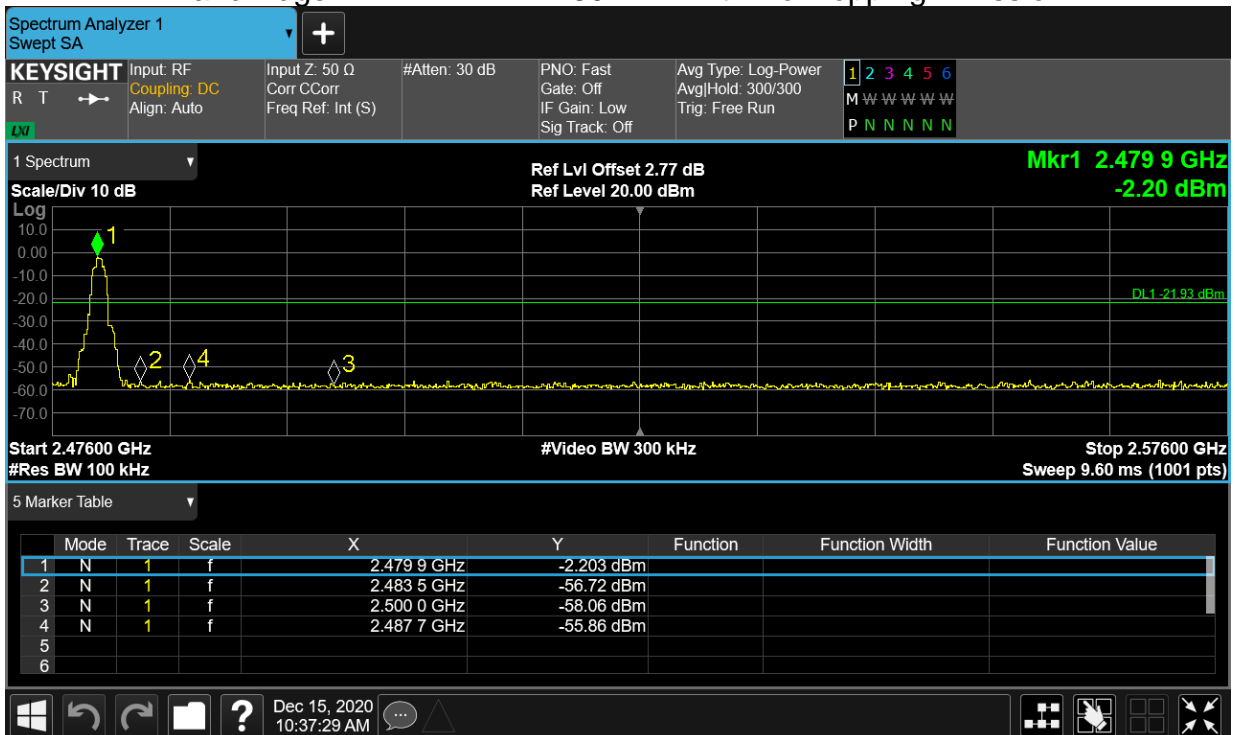 Spectrum Analyzer 1
Swept SA
KEYSIGHT
R T
LXI
Input: RF
Coupling: DC
Align: Auto
Input Z: 50 Ω
Corr CCorr
Freq Ref: Int (S)
#Atten: 30 dB
PNO: Fast
Gate: Off
IF Gain: Low
Sig Track: Off
Avg Type: Log-Power
Avg|Hold: 300/300
Trig: Free Run
1 2 3 4 5 6
M W W W W W
P N N N N N
1 Spectrum
Scale/Div 10 dB
Ref Lvl Offset 2.77 dB
Ref Level 20.00 dBm
Mkr1 2.479 9 GHz
-2.20 dBm
Log
10.0
0.00
-10.0
-20.0
-30.0
-40.0
-50.0
-60.0
-70.0
1
2
4
3
DL1 -21.93 dBm
Start 2.47600 GHz
#Res BW 100 kHz
#Video BW 300 kHz
Stop 2.57600 GHz
Sweep 9.60 ms (1001 pts)
5 Marker Table
Mode Trace Scale X Y Function Function Width Function Value
1 N 1 f 2.479 9 GHz -2.203 dBm
2 N 1 f 2.483 5 GHz -56.72 dBm
3 N 1 f 2.500 0 GHz -58.06 dBm
4 N 1 f 2.487 7 GHz -55.86 dBm
5
6
?
Dec 15, 2020
10:37:29 AM